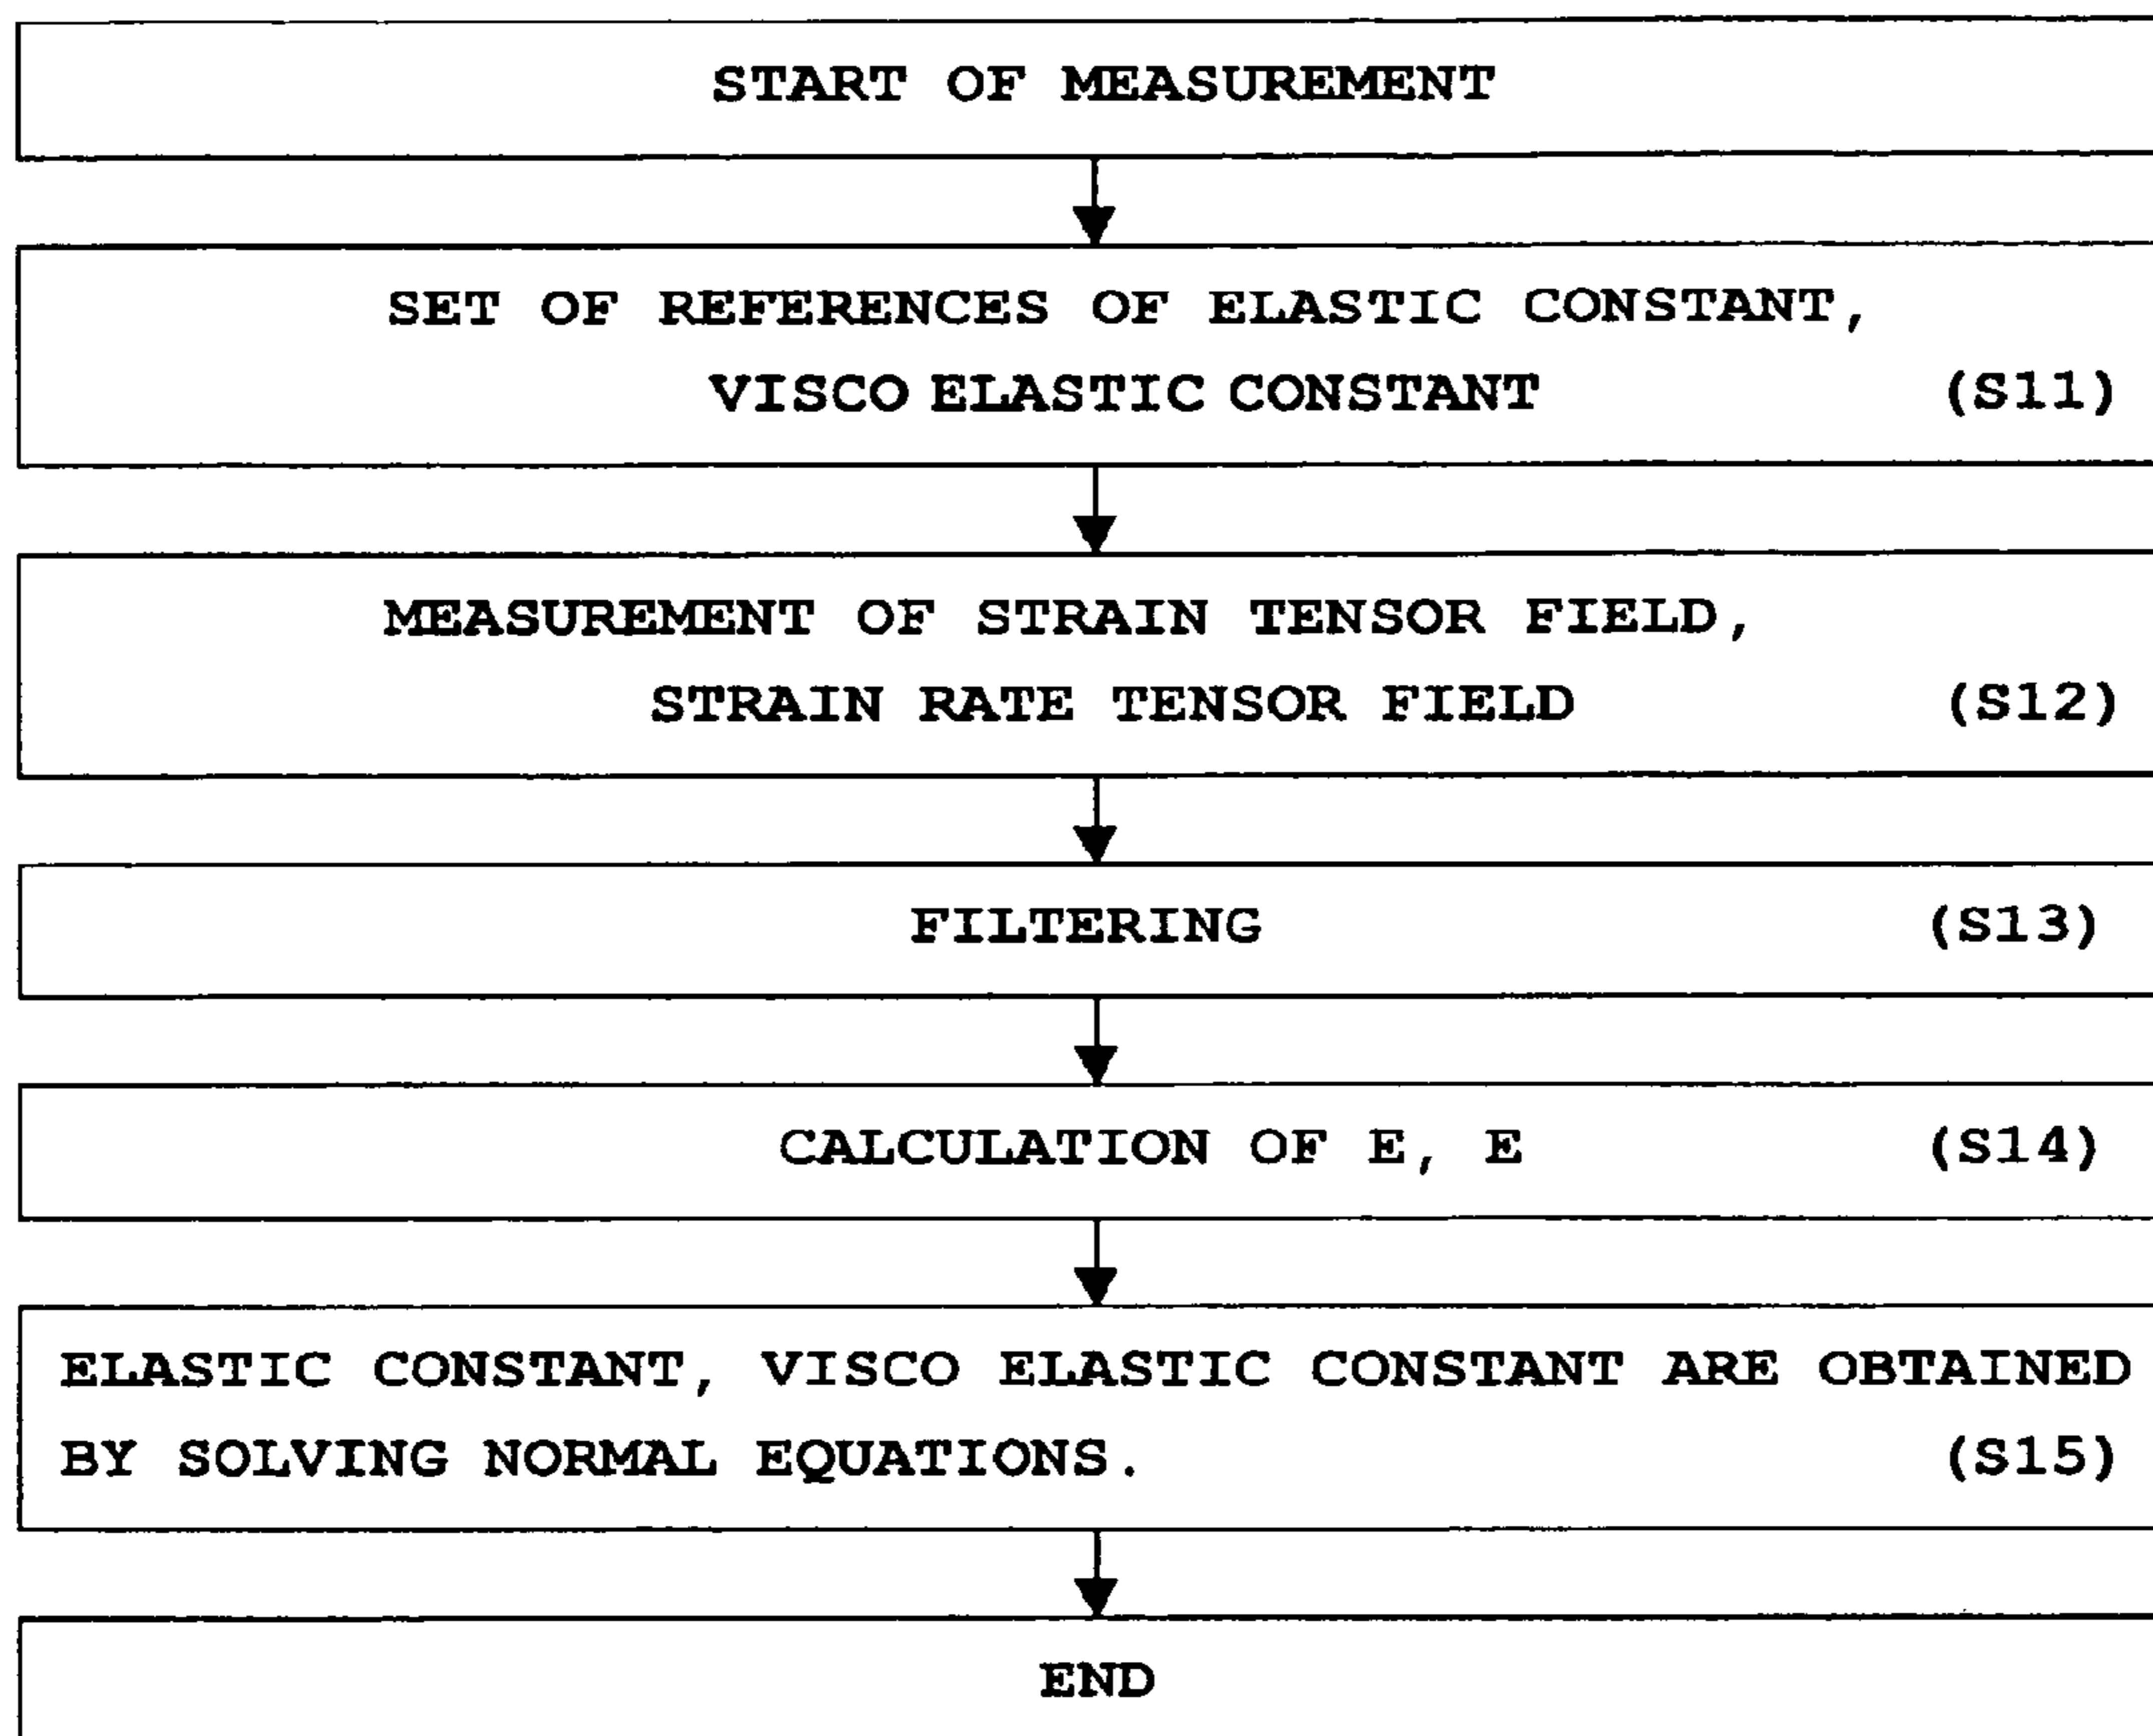 START OF MEASUREMENT
SET OF REFERENCES OF ELASTIC CONSTANT,
VISCO ELASTIC CONSTANT (S11)
MEASUREMENT OF STRAIN TENSOR FIELD,
STRAIN RATE TENSOR FIELD (S12)
FILTERING (S13)
CALCULATION OF E, E (S14)
ELASTIC CONSTANT, VISCO ELASTIC CONSTANT ARE OBTAINED
BY SOLVING NORMAL EQUATIONS. (S15)
END